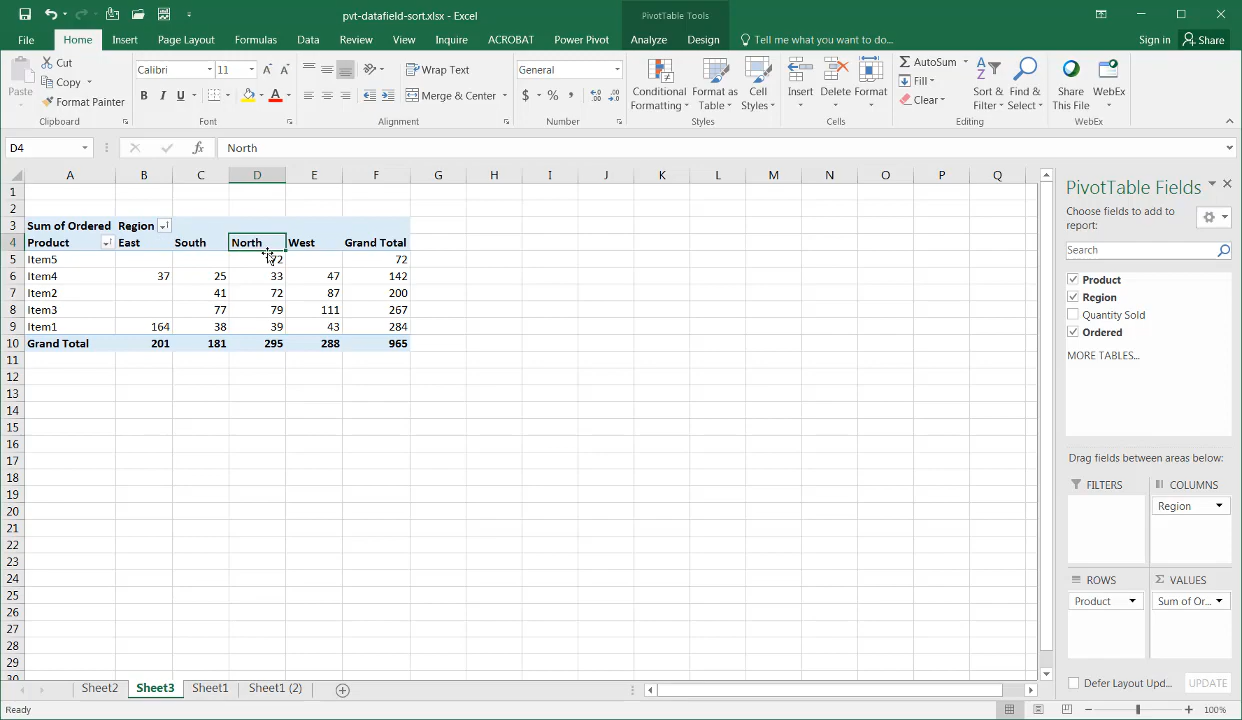 pvt-datafield-sort.xlsx - Excel
PivotTable Tools
File Home Insert Page Layout Formulas Data Review View Inquire ACROBAT Power Pivot Analyze Design Tell me what you want to do... Sign in Share
Paste
Cut
Copy
Format Painter
Clipboard
Calibri 11
B I U A
Font
Wrap Text
Merge & Center
Alignment
General
$ % ,
Number
Conditional Formatting
Format as Table
Cell Styles
Styles
Insert Delete Format
Cells
AutoSum
Fill
Clear
Sort & Filter
Find & Select
Editing
Share This File
WebEx
WebEx
D4 fx North
A B C D E F G H I J K L M N O P Q
1
2
3 Sum of Ordered Region
4 Product East South North West Grand Total
5 Item5 72 72
6 Item4 37 25 33 47 142
7 Item2 41 72 87 200
8 Item3 77 79 111 267
9 Item1 164 38 39 43 284
10 Grand Total 201 181 295 288 965
11
12
13
14
15
16
17
18
19
20
21
22
23
24
25
26
27
28
29
30
PivotTable Fields
Choose fields to add to report:
Search
Product
Region
Quantity Sold
Ordered
MORE TABLES...
Drag fields between areas below:
FILTERS
COLUMNS
Region
ROWS
Product
Σ VALUES
Sum of Or...
Defer Layout Upd... UPDATE
Sheet2 Sheet3 Sheet1 Sheet1 (2)
Ready
100%